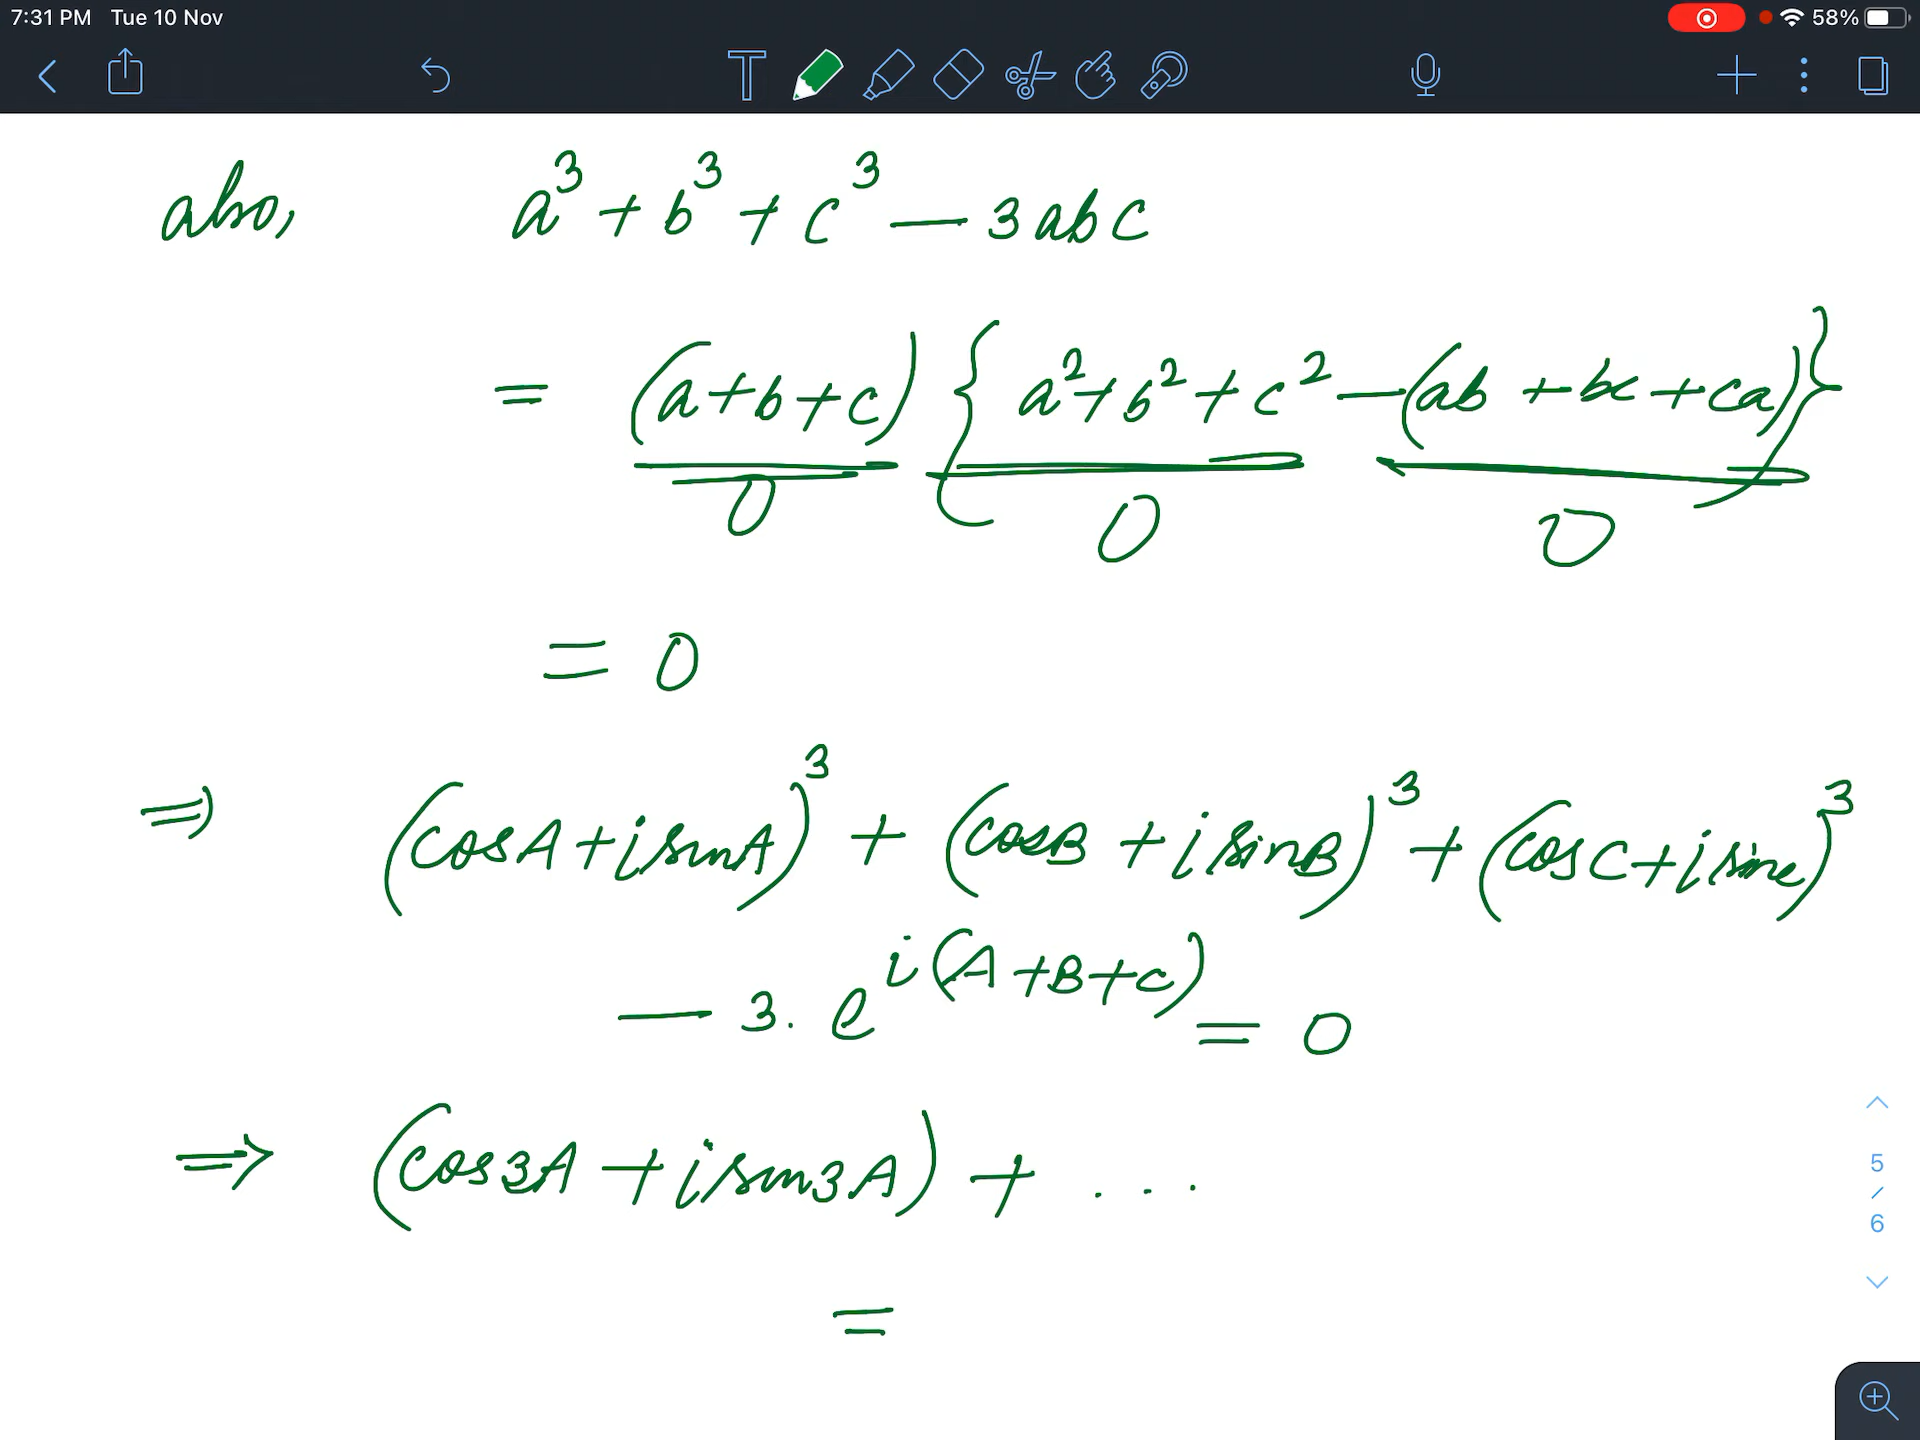 7:31 PM Tue 10 Nov 58%
T
also, a³ + b³ + c³ — 3abc
= (a+b+c) { a²+b²+c² — (ab + bc + ca) }
0 0 0
= 0
⇒ (cosA + i sinA)³ + (cosB + i sinB)³ + (cosC + i sinc)³
— 3. e^i(A+B+C) = 0
⇒ (cos3A + i sin3A) + ...
=
5
/
6